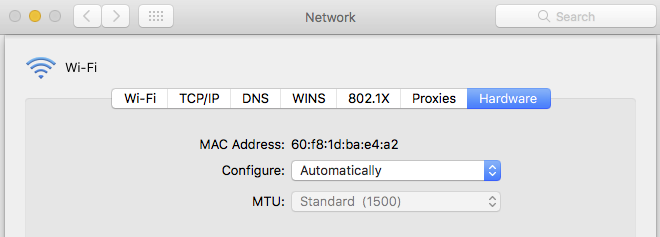 Network
Search
Wi-Fi
Wi-Fi TCP/IP DNS WINS 802.1X Proxies Hardware
MAC Address: 60:f8:1d:ba:e4:a2
Configure: Automatically
MTU: Standard (1500)